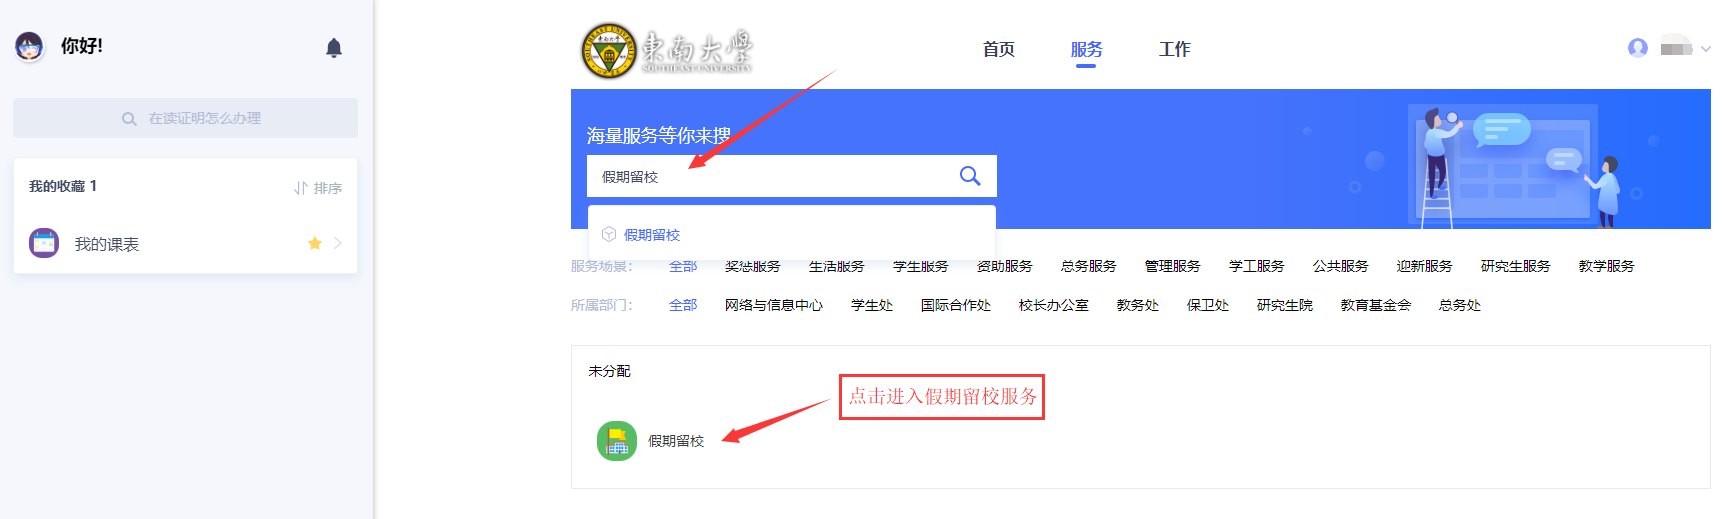 你好!
在读证明怎么办理
我的收藏 1
排序
我的课表
東南大學
SOUTHEAST UNIVERSITY
首页 服务 工作
海量服务等你来搜
假期留校
假期留校
服务场景: 全部 奖惩服务 生活服务 学生服务 资助服务 总务服务 管理服务 学工服务 公共服务 迎新服务 研究生服务 教学服务
所属部门: 全部 网络与信息中心 学生处 国际合作处 校长办公室 教务处 保卫处 研究生院 教育基金会 总务处
未分配
点击进入假期留校服务
假期留校